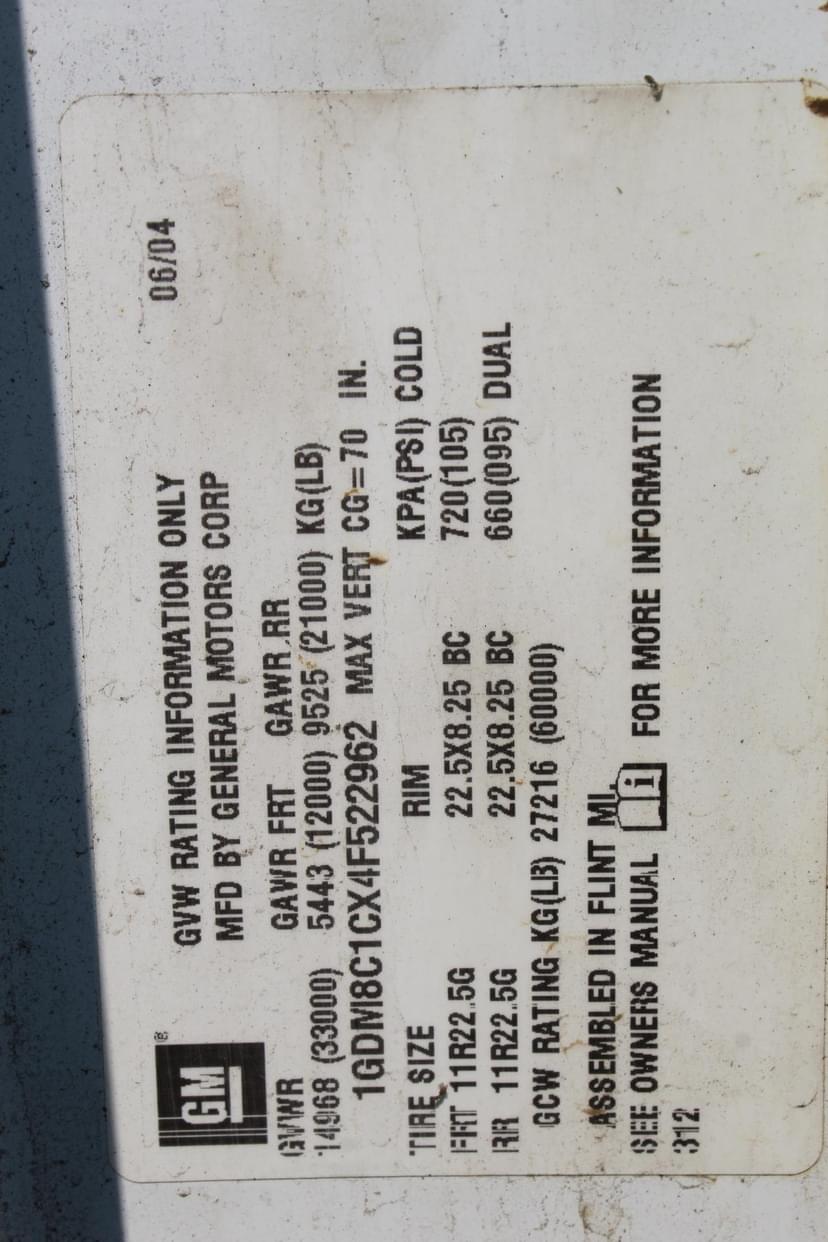 GM®
GVW RATING INFORMATION ONLY 06/04
MFD BY GENERAL MOTORS CORP
GVWR GAWR FRT GAWR RR
14968 (33000) 5443 (12000) 9525 (21000) KG(LB)
1GDM8C1CX4F522962 MAX VERT CG=70 IN.
TIRE SIZE RIM KPA(PSI) COLD
FRT 11R22.5G 22.5X8.25 BC 720(105)
RR 11R22.5G 22.5X8.25 BC 660(095) DUAL
GCW RATING KG(LB) 27216 (60000)
ASSEMBLED IN FLINT MI.
SEE OWNERS MANUAL i FOR MORE INFORMATION
312